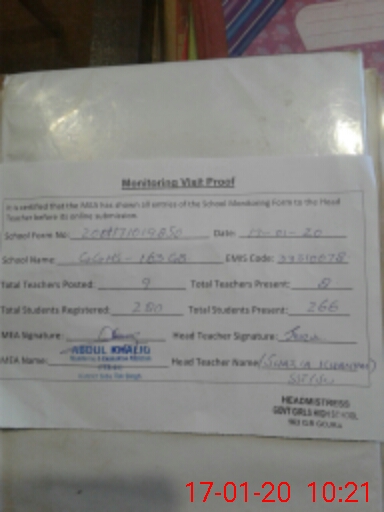 Monitoring Visit Proof
It is certified that the MEA has shown all entries of the School Monitoring Form to the Head
Teacher before its online submission.
School Form No: Date: 17-01-20
School Name: GGHS - 163 GB EMIS Code:
Total Teachers Posted: 9 Total Teachers Present: 8
Total Students Registered: 280 Total Students Present: 266
MEA Signature: Head Teacher Signature:
MEA Name: ABDUL KHALIQ Head Teacher Name
HEADMISTRESS
GOVT GIRLS HIGH SCHOOL
17-01-20 10:21